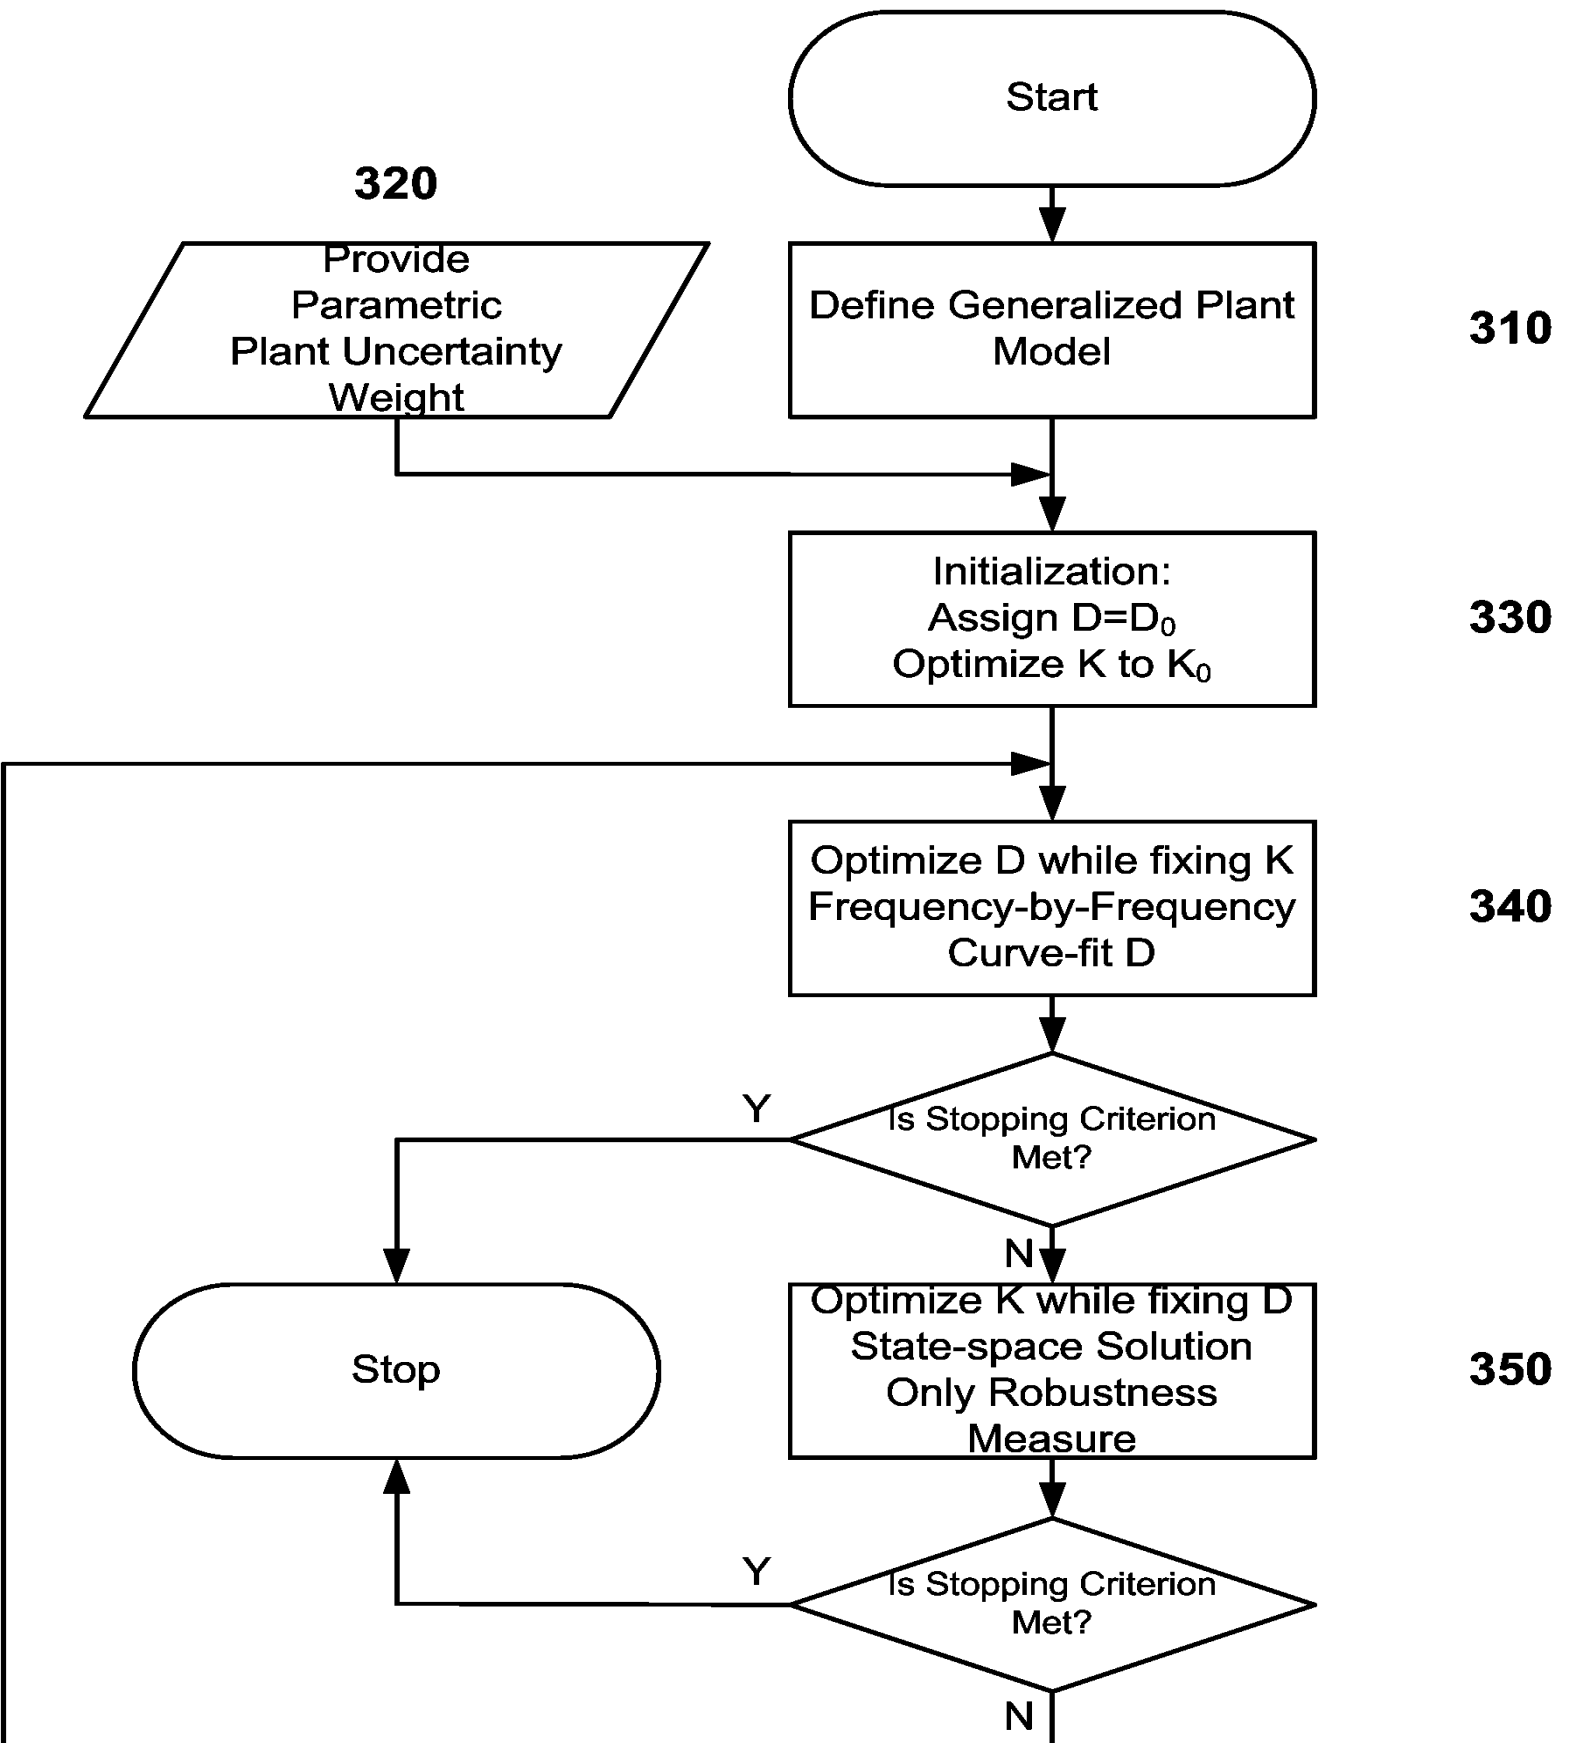 Start
320
Provide
Parametric
Plant Uncertainty
Weight
Define Generalized Plant
Model
310
Initialization:
Assign D=D₀
Optimize K to K₀
330
Optimize D while fixing K
Frequency-by-Frequency
Curve-fit D
340
Y
Is Stopping Criterion
Met?
N
Stop
Optimize K while fixing D
State-space Solution
Only Robustness
Measure
350
Y
Is Stopping Criterion
Met?
N